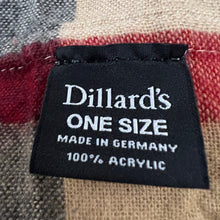 Dillard's
ONE SIZE
MADE IN GERMANY
100% ACRYLIC